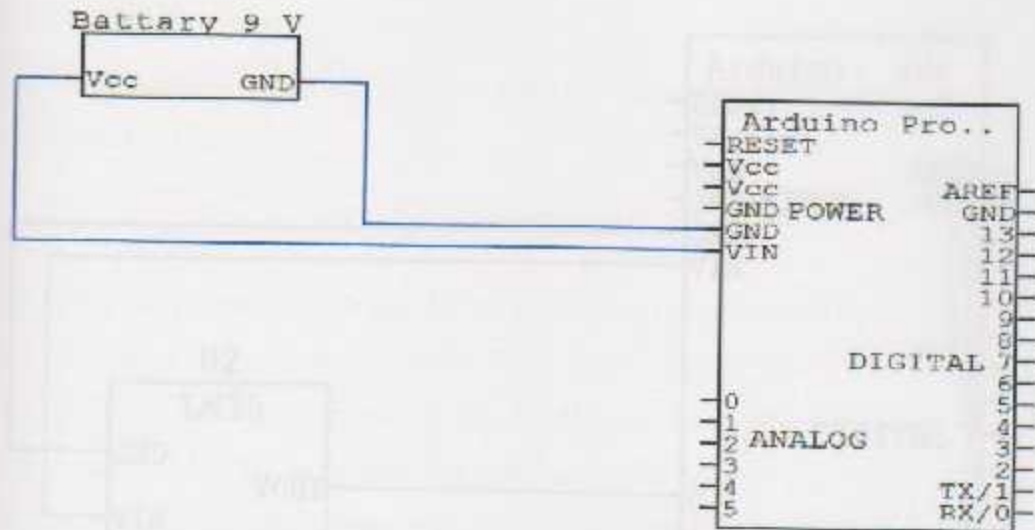 Battary 9 V
Vcc GND
Arduino Pro..
RESET
Vcc
Vcc
GND
POWER
GND
VIN
AREF
GND
13
12
11
10
9
8
DIGITAL 7
6
5
4
3
2
TX/1
RX/0
0
1
2
ANALOG
3
4
5